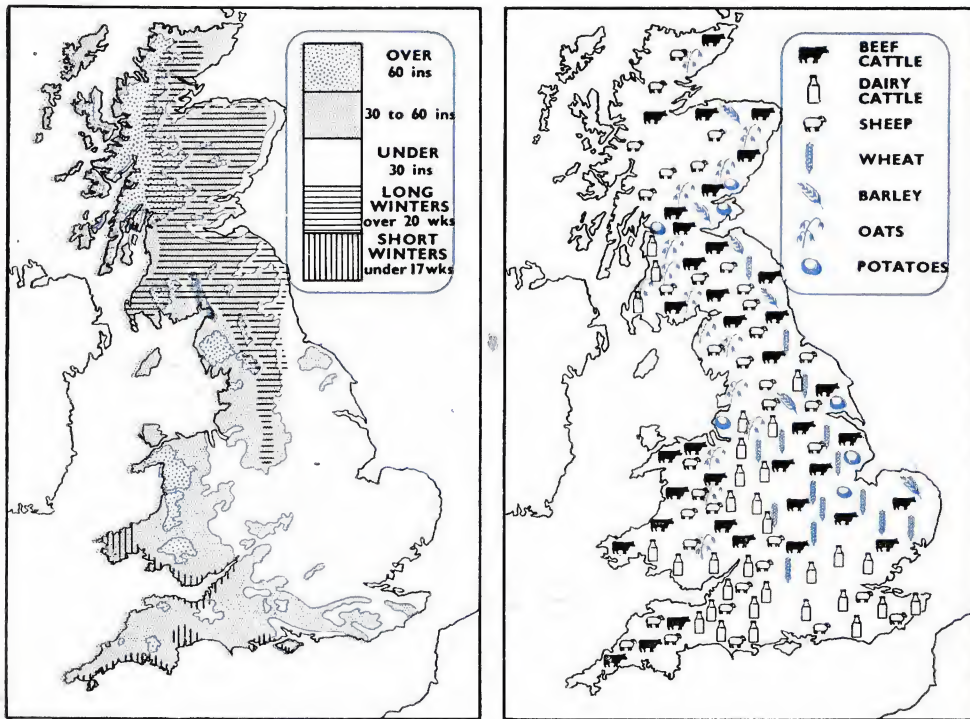 OVER
60 ins
30 to 60 ins
UNDER
30 ins
LONG
WINTERS
over 20 wks
SHORT
WINTERS
under 17wks
BEEF
CATTLE
DAIRY
CATTLE
SHEEP
WHEAT
BARLEY
OATS
POTATOES